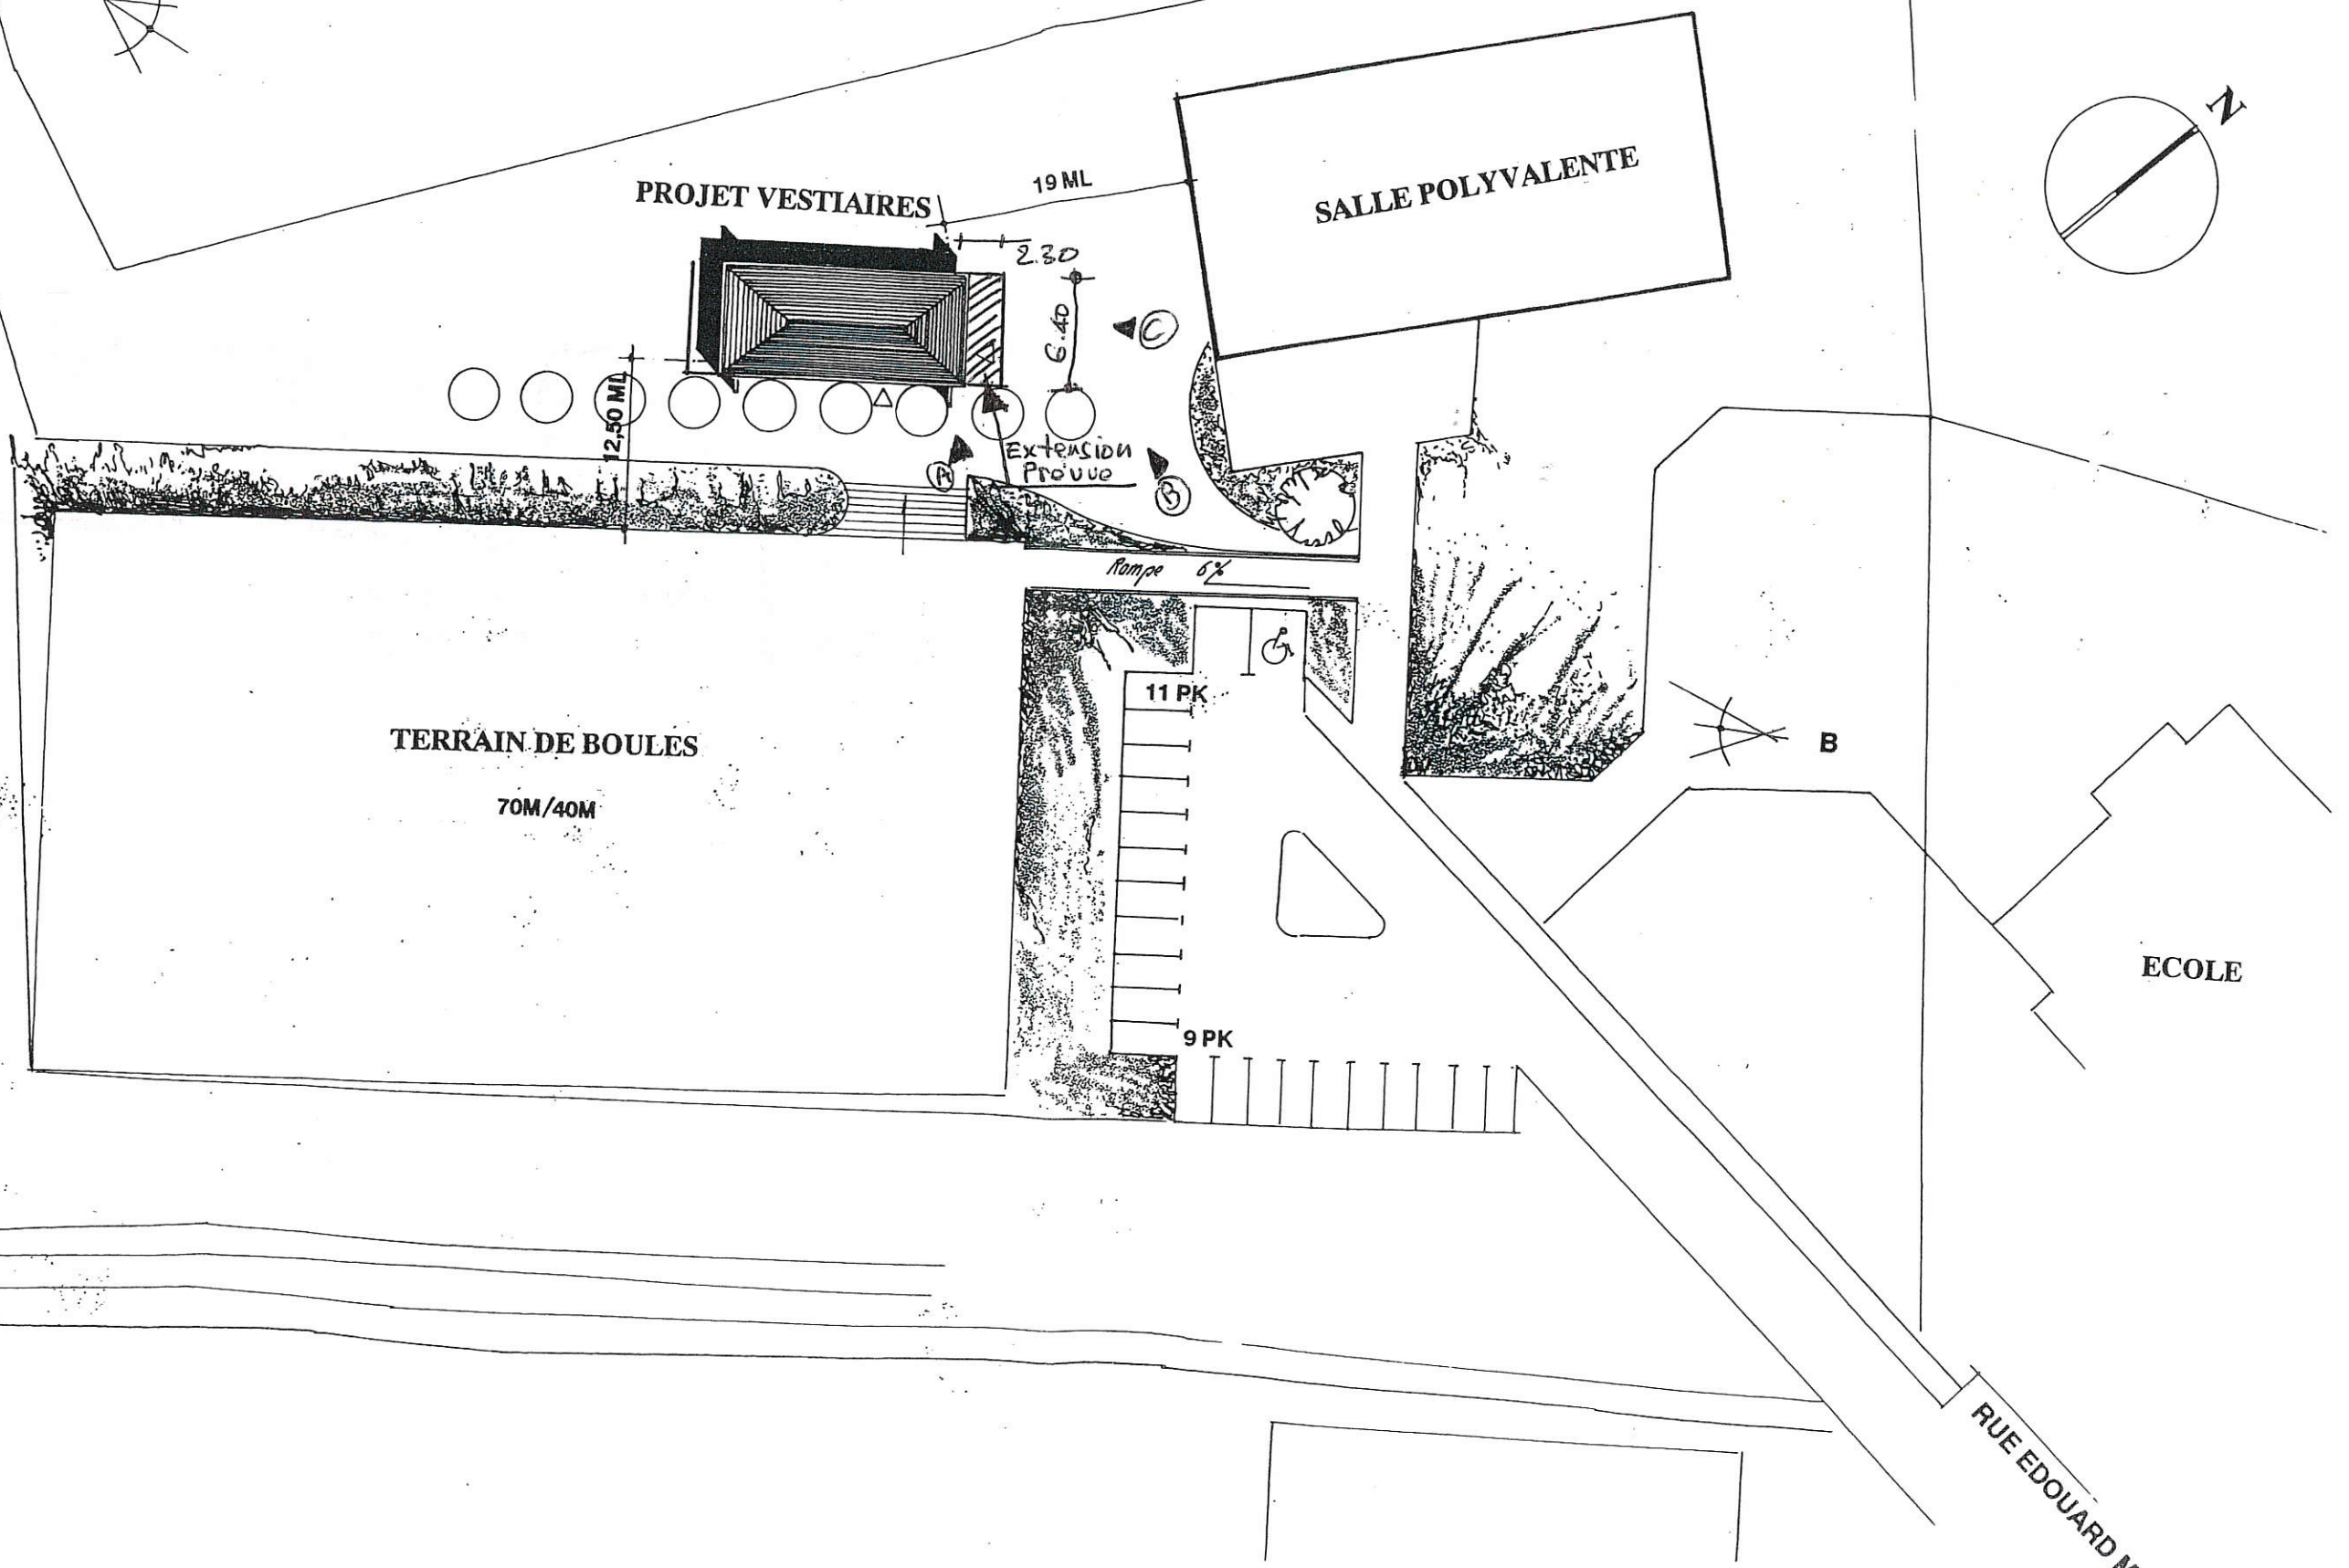 N
SALLE POLYVALENTE
19 ML
PROJET VESTIAIRES
2.30
6.40
C
12,50 ML
Extension
Prévue
A
B
Rampe 6%
11 PK
TERRAIN DE BOULES
70M/40M
B
9 PK
ECOLE
RUE EDOUARD